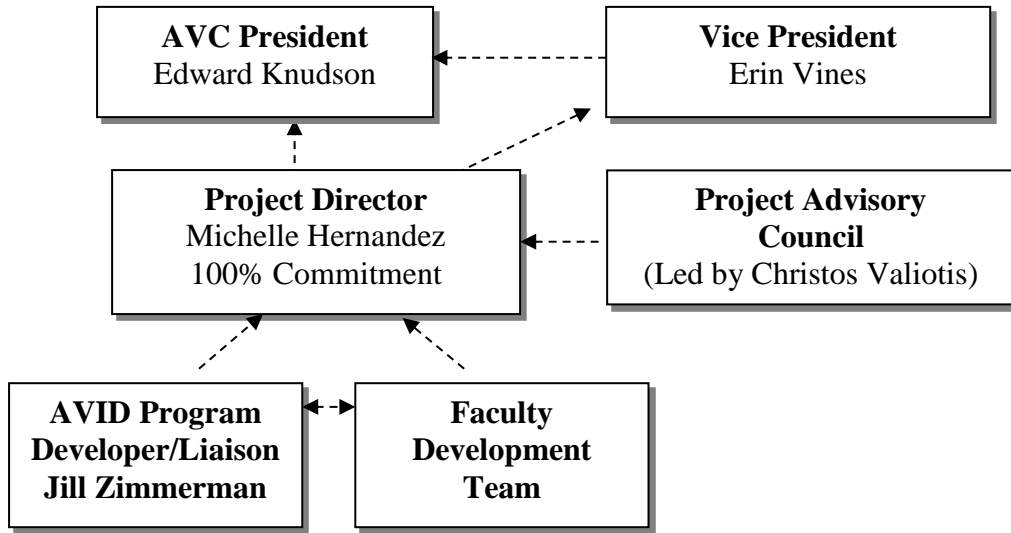 AVC President
Edward Knudson
Vice President
Erin Vines
Project Director
Michelle Hernandez
100% Commitment
Project Advisory
Council
(Led by Christos Valiotis)
AVID Program
Developer/Liaison
Jill Zimmerman
Faculty
Development
Team